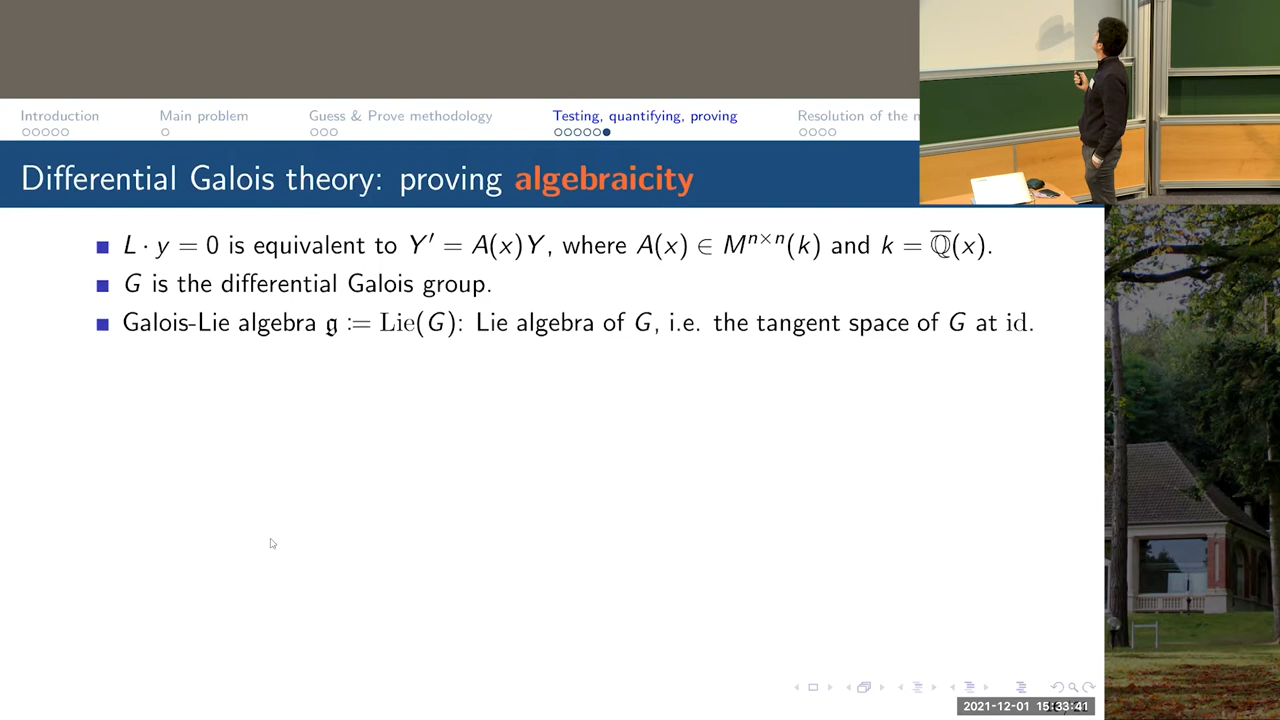 Introduction
Main problem
Guess & Prove methodology
Testing, quantifying, proving
Resolution of the
Differential Galois theory: proving algebraicity
L · y = 0 is equivalent to Y′ = A(x)Y, where A(x) ∈ Mⁿˣⁿ(k) and k = Q̅(x).
G is the differential Galois group.
Galois-Lie algebra 𝔤 := Lie(G): Lie algebra of G, i.e. the tangent space of G at id.
2021-12-01 15:33:41